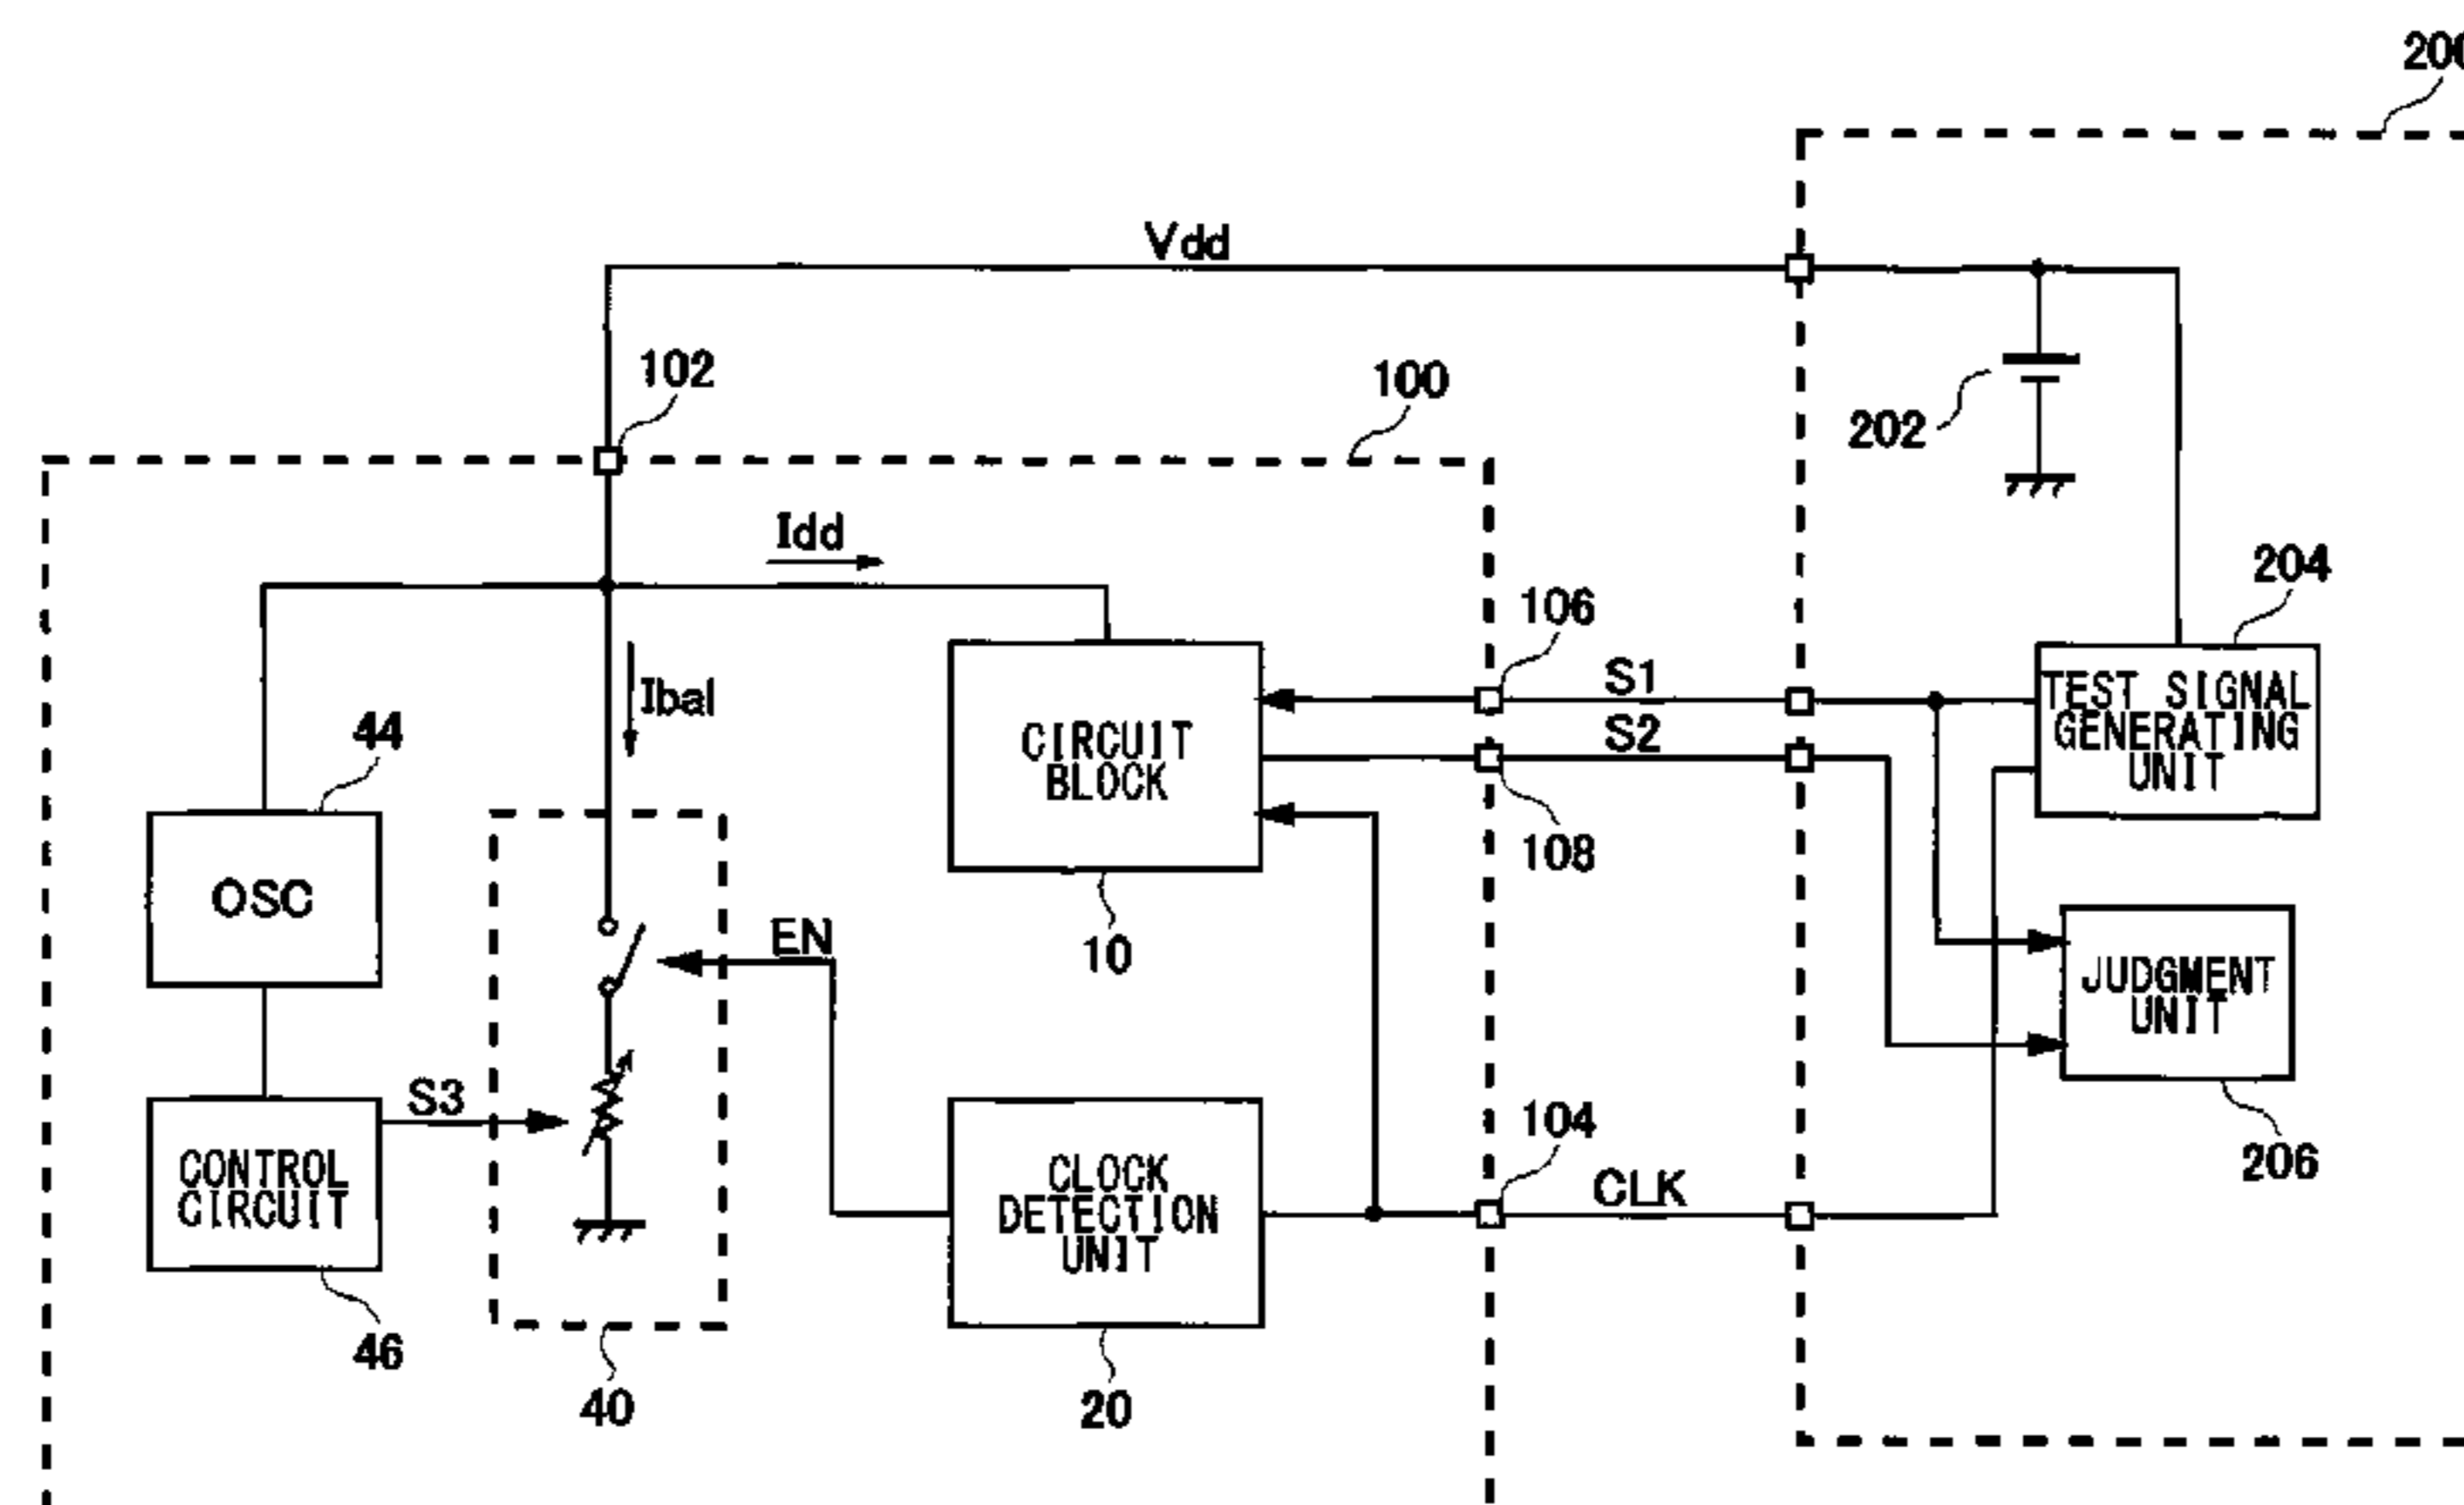 200
Vdd
102
100
202
Idd
204
106
S1
TEST SIGNAL
GENERATING
UNIT
Ibal
44
CIRCUIT
BLOCK
S2
108
OSC
EN
10
JUDGMENT
UNIT
S3
104
CONTROL
CIRCUIT
CLOCK
DETECTION
UNIT
CLK
206
46
40
20